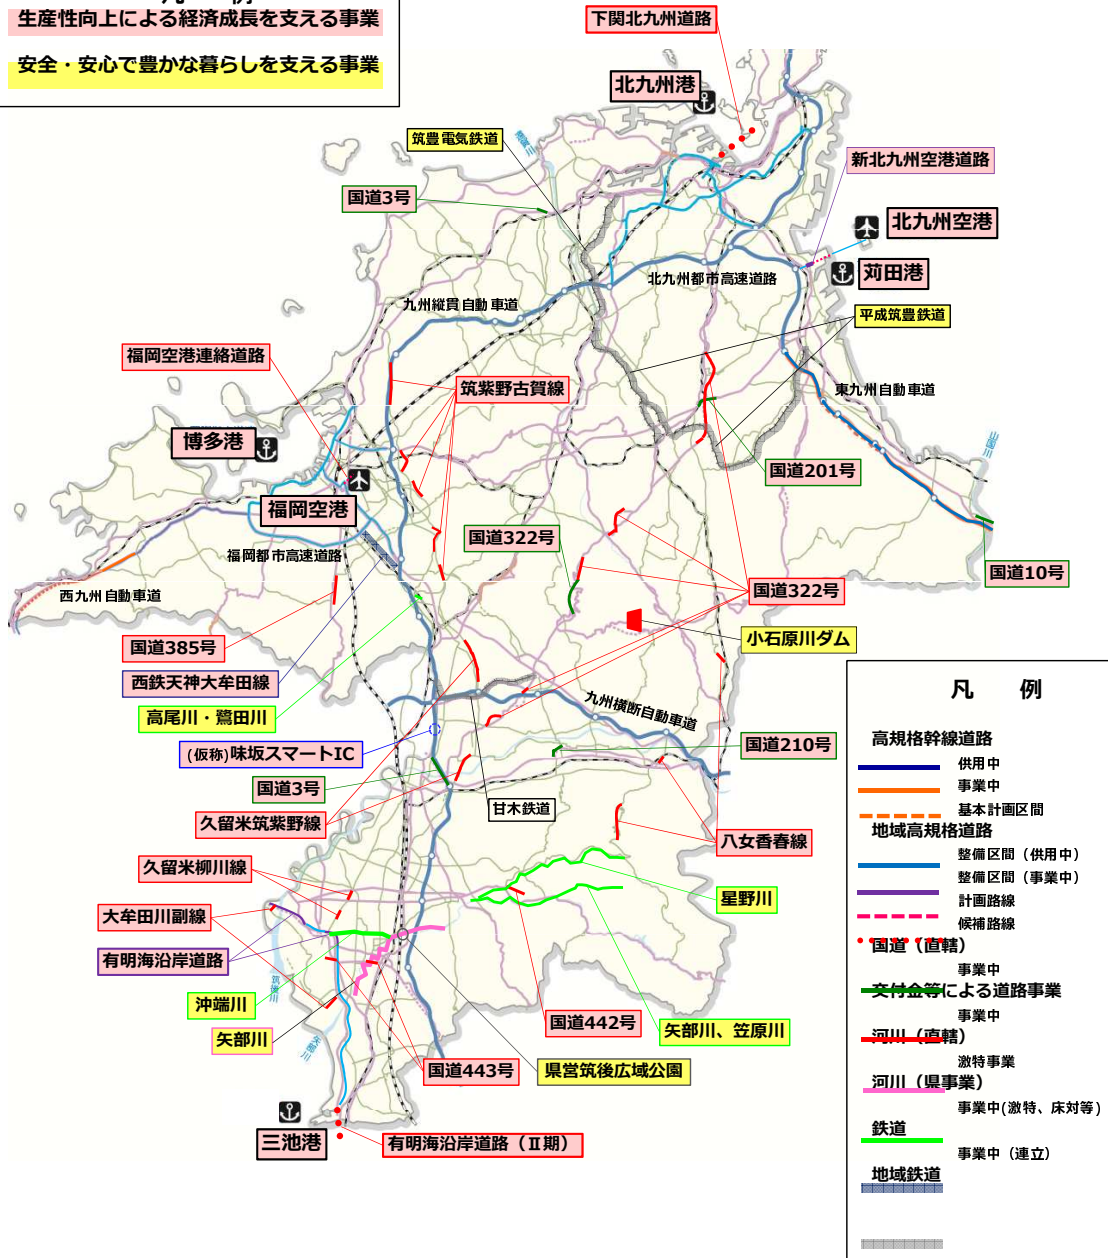 凡 例
生産性向上による経済成長を支える事業
安全・安心で豊かな暮らしを支える事業
下関北九州道路
北九州港
筑豊電気鉄道
新北九州空港道路
国道3号
北九州空港
苅田港
北九州都市高速道路
九州縦貫自動車道
平成筑豊鉄道
福岡空港連絡道路
筑紫野古賀線
東九州自動車道
博多港
山国川
国道201号
福岡空港
国道322号
福岡都市高速道路
国道10号
西九州自動車道
国道322号
小石原川ダム
国道385号
西鉄天神大牟田線
高尾川・鷺田川
九州横断自動車道
(仮称)味坂スマートIC
国道210号
国道3号
甘木鉄道
久留米筑紫野線
八女香春線
久留米柳川線
星野川
大牟田川副線
有明海沿岸道路
筑後川
沖端川
矢部川
矢部川
国道442号
矢部川、笠原川
国道443号
県営筑後広域公園
三池港
有明海沿岸道路（Ⅱ期）
凡 例
高規格幹線道路
供用中
事業中
基本計画区間
地域高規格道路
整備区間（供用中）
整備区間（事業中）
計画路線
候補路線
国道（直轄）
事業中
交付金等による道路事業
事業中
河川（直轄）
激特事業
河川（県事業）
事業中(激特、床対等)
鉄道
事業中（連立）
地域鉄道